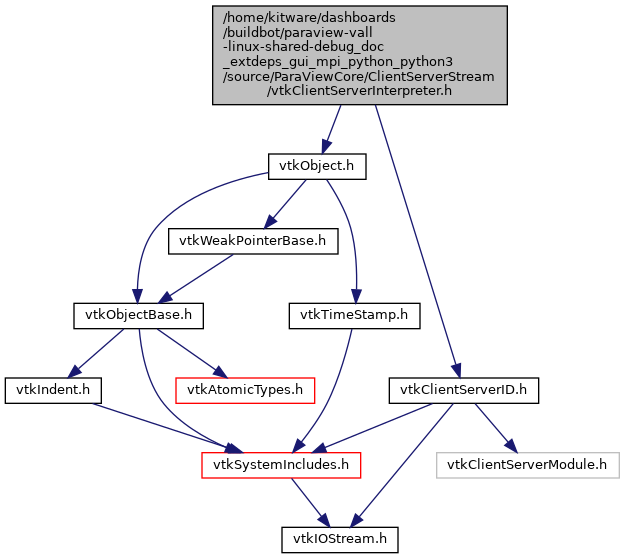 /home/kitware/dashboards
/buildbot/paraview-vall
-linux-shared-debug_doc
_extdeps_gui_mpi_python_python3
/source/ParaViewCore/ClientServerStream
/vtkClientServerInterpreter.h
vtkObject.h
vtkWeakPointerBase.h
vtkObjectBase.h
vtkTimeStamp.h
vtkIndent.h
vtkAtomicTypes.h
vtkClientServerID.h
vtkSystemIncludes.h
vtkClientServerModule.h
vtkIOStream.h